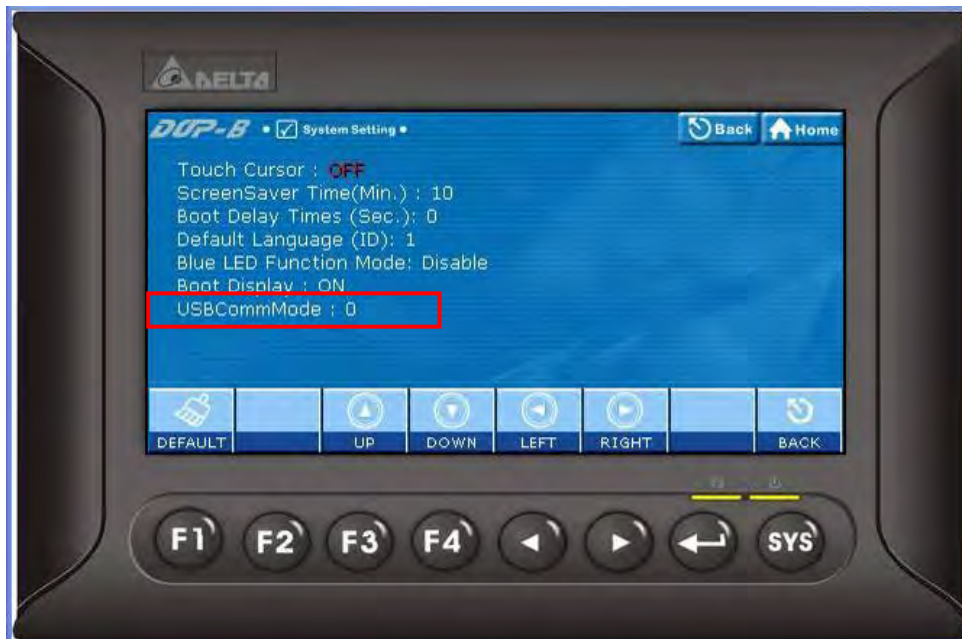 DELTA
DOP-B • System Setting •
Back Home
Touch Cursor : OFF
ScreenSaver Time(Min.) : 10
Boot Delay Times (Sec.): 0
Default Language (ID): 1
Blue LED Function Mode: Disable
Boot Display : ON
USBCommMode : 0
DEFAULT UP DOWN LEFT RIGHT BACK
F1 F2 F3 F4 SYS